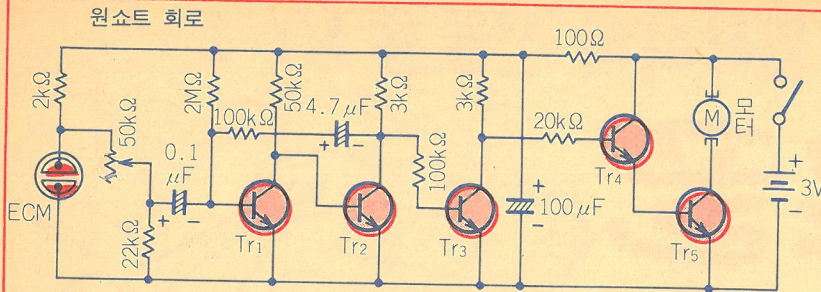 원쇼트 회로
2kΩ
50kΩ
ECM
0.1
μF
+
-
22kΩ
2MΩ
100kΩ
50kΩ
4.7μF
+
-
3kΩ
100kΩ
3kΩ
Tr1
Tr2
Tr3
+
100μF
-
100Ω
20kΩ
Tr4
Tr5
M
모터
+
3V
-